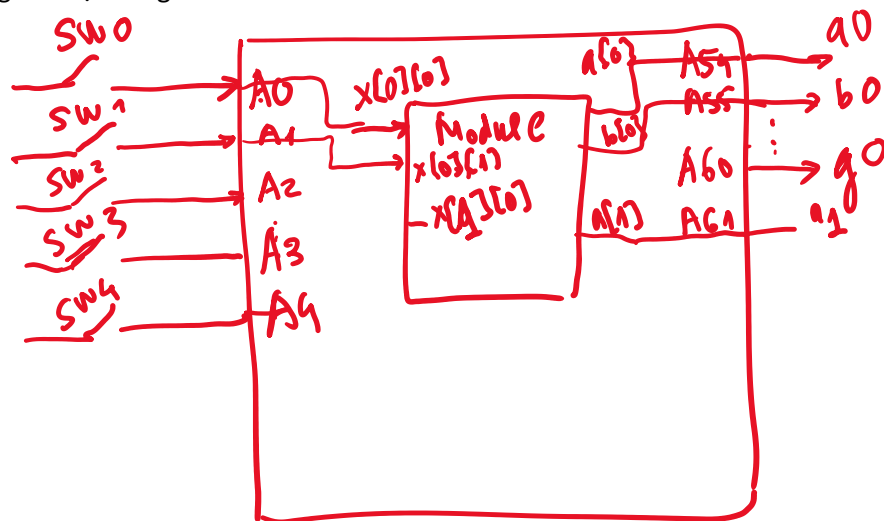 SW0
SW1
SW2
SW3
SW4
A0
A1
A2
A3
A4
x[0][0]
Module
x[0][1]
x[1][0]
a[0]
b[0]
a[1]
A54
A55
A60
A61
a0
b0
g0
a1